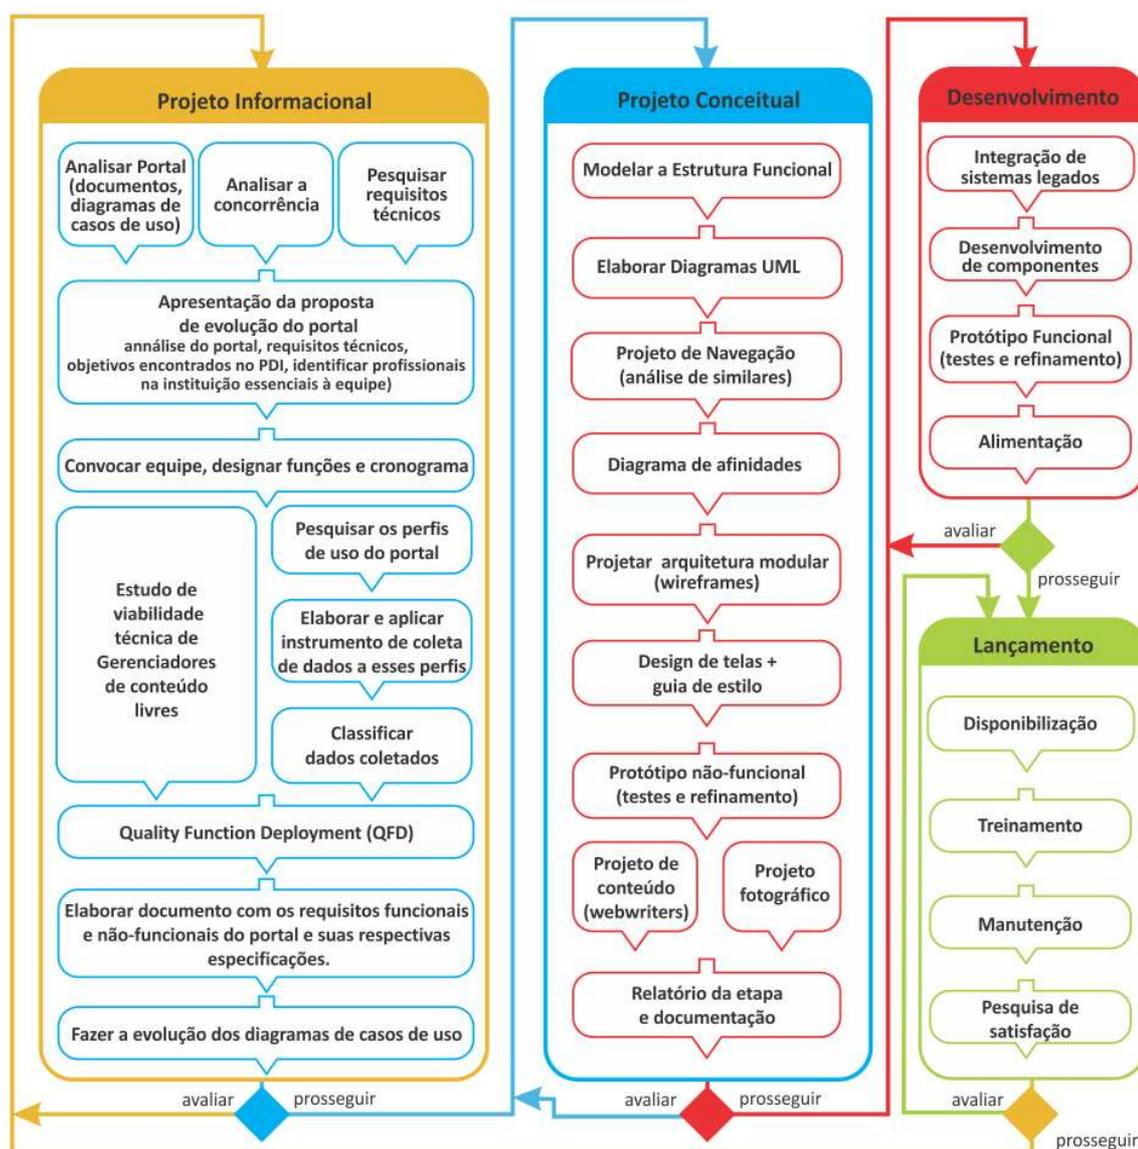 Projeto Informacional
Analisar Portal
(documentos,
diagramas de
casos de uso)
Analisar a
concorrência
Pesquisar
requisitos
técnicos
Apresentação da proposta
de evolução do portal
annálise do portal, requisitos técnicos,
objetivos encontrados no PDI, identificar profissionais
na instituição essenciais à equipe)
Convocar equipe, designar funções e cronograma
Estudo de
viabilidade
técnica de
Gerenciadores
de conteúdo
livres
Pesquisar os perfis
de uso do portal
Elaborar e aplicar
instrumento de coleta
de dados a esses perfis
Classificar
dados coletados
Quality Function Deployment (QFD)
Elaborar documento com os requisitos funcionais
e não-funcionais do portal e suas respectivas
especificações.
Fazer a evolução dos diagramas de casos de uso
avaliar
prosseguir
Projeto Conceitual
Modelar a Estrutura Funcional
Elaborar Diagramas UML
Projeto de Navegação
(análise de similares)
Diagrama de afinidades
Projetar arquitetura modular
(wireframes)
Design de telas +
guia de estilo
Protótipo não-funcional
(testes e refinamento)
Projeto de
conteúdo
(webwriters)
Projeto
fotográfico
Relatório da etapa
e documentação
avaliar
prosseguir
Desenvolvimento
Integração de
sistemas legados
Desenvolvimento
de componentes
Protótipo Funcional
(testes e refinamento)
Alimentação
avaliar
prosseguir
Lançamento
Disponibilização
Treinamento
Manutenção
Pesquisa de
satisfação
avaliar
prosseguir